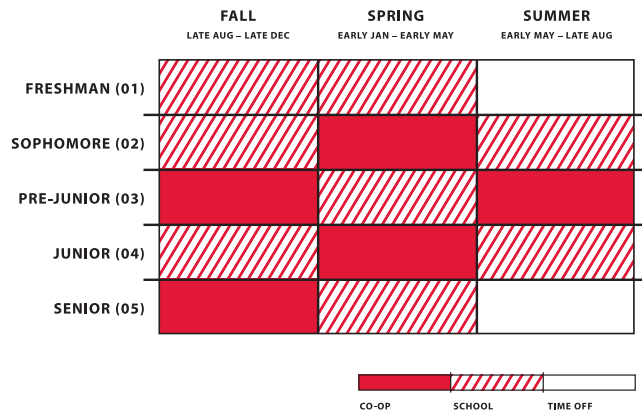 FALL SPRING SUMMER
LATE AUG – LATE DEC EARLY JAN – EARLY MAY EARLY MAY – LATE AUG
FRESHMAN (01)
SOPHOMORE (02)
PRE-JUNIOR (03)
JUNIOR (04)
SENIOR (05)
CO-OP SCHOOL TIME OFF